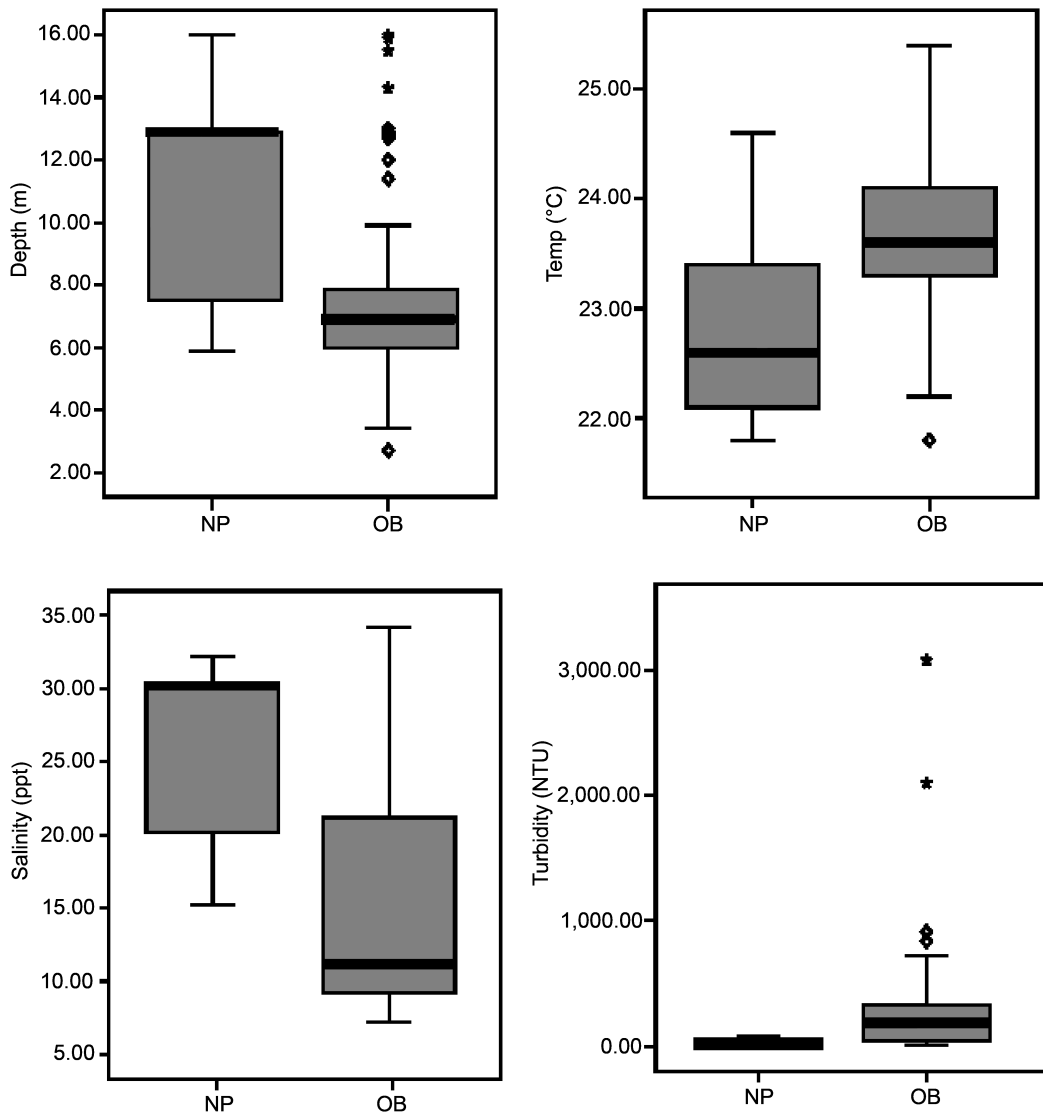 Depth (m)
16.00
14.00
12.00
10.00
8.00
6.00
4.00
2.00
NP
OB
Temp (°C)
25.00
24.00
23.00
22.00
NP
OB
Salinity (ppt)
35.00
30.00
25.00
20.00
15.00
10.00
5.00
NP
OB
Turbidity (NTU)
3,000.00
2,000.00
1,000.00
0.00
NP
OB